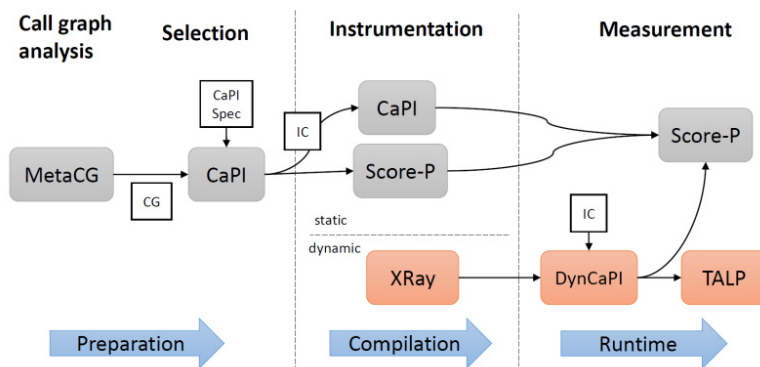 Call graph
analysis
Selection
Instrumentation
Measurement
CaPI
Spec
IC
CaPI
Score-P
MetaCG
CaPI
Score-P
CG
static
dynamic
IC
XRay
DynCaPI
TALP
Preparation
Compilation
Runtime